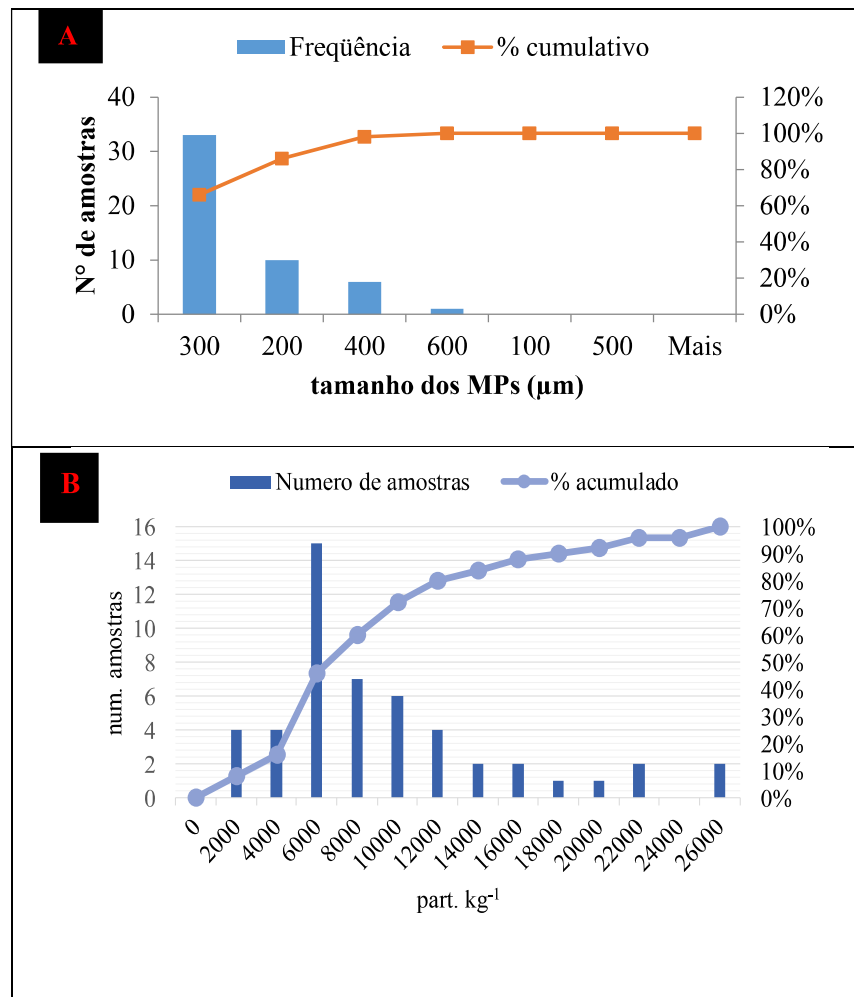 A
Freqüência % cumulativo
40 120%
100%
30 80%
20 60%
40%
10 20%
0 0%
N° de amostras
300 200 400 600 100 500 Mais
tamanho dos MPs (µm)
B
Numero de amostras % acumulado
16 100%
14 90%
80%
12 70%
10 60%
8 50%
6 40%
4 30%
20%
2 10%
0 0%
num. amostras
0 2000 4000 6000 8000 10000 12000 14000 16000 18000 20000 22000 24000 26000
part. kg⁻¹